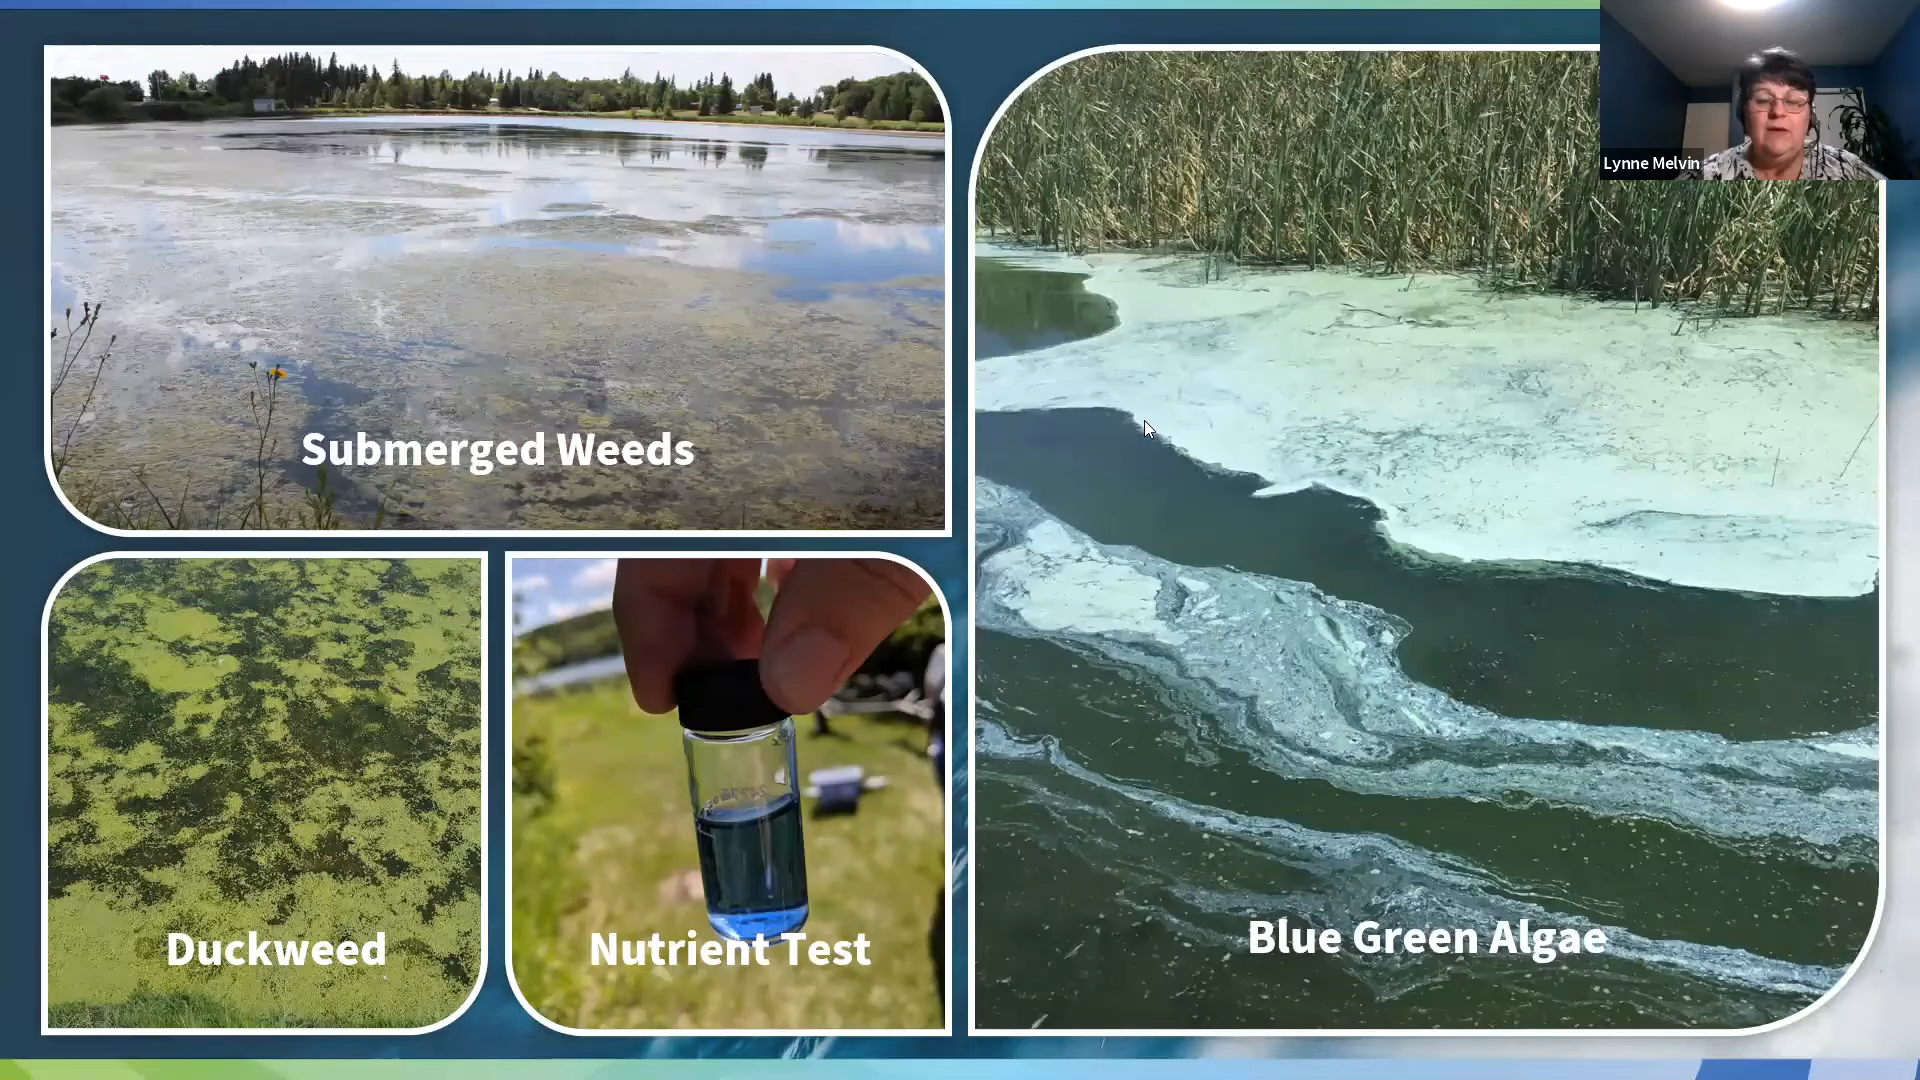 Lynne Melvin
Submerged Weeds
Duckweed
Nutrient Test
Blue Green Algae